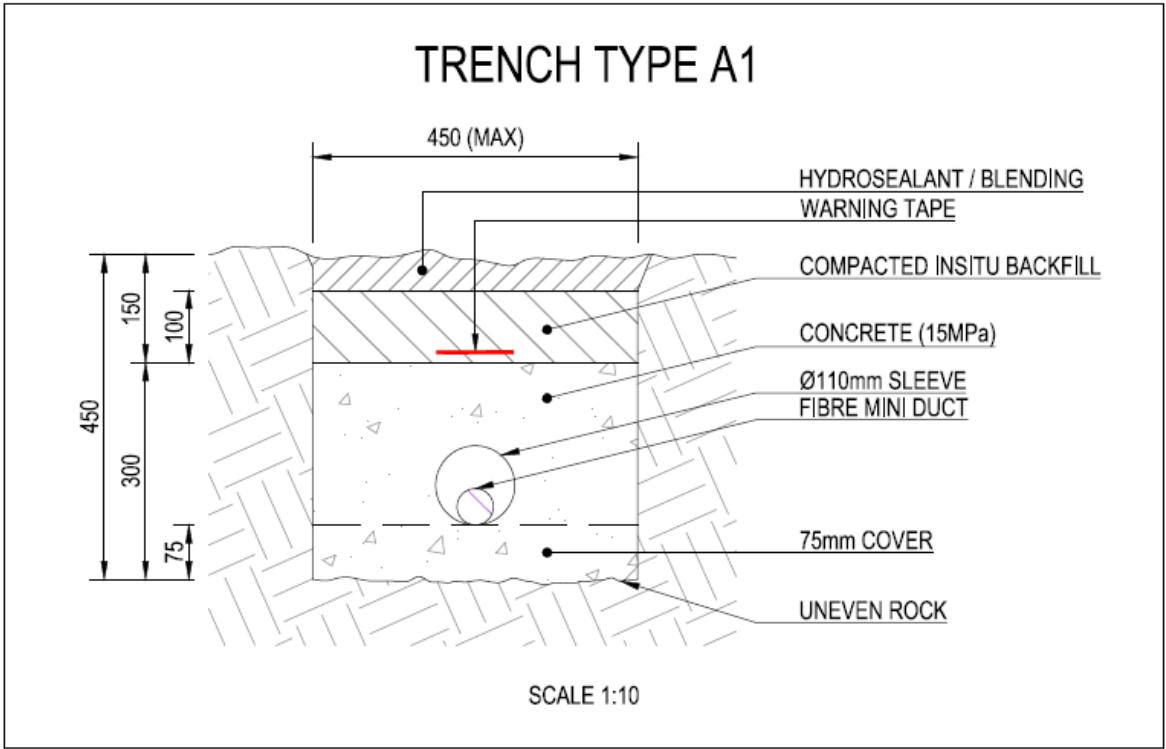 TRENCH TYPE A1
450 (MAX)
HYDROSEALANT / BLENDING
WARNING TAPE
COMPACTED INSITU BACKFILL
CONCRETE (15MPa)
Ø110mm SLEEVE
FIBRE MINI DUCT
75mm COVER
UNEVEN ROCK
450
150
100
300
75
SCALE 1:10